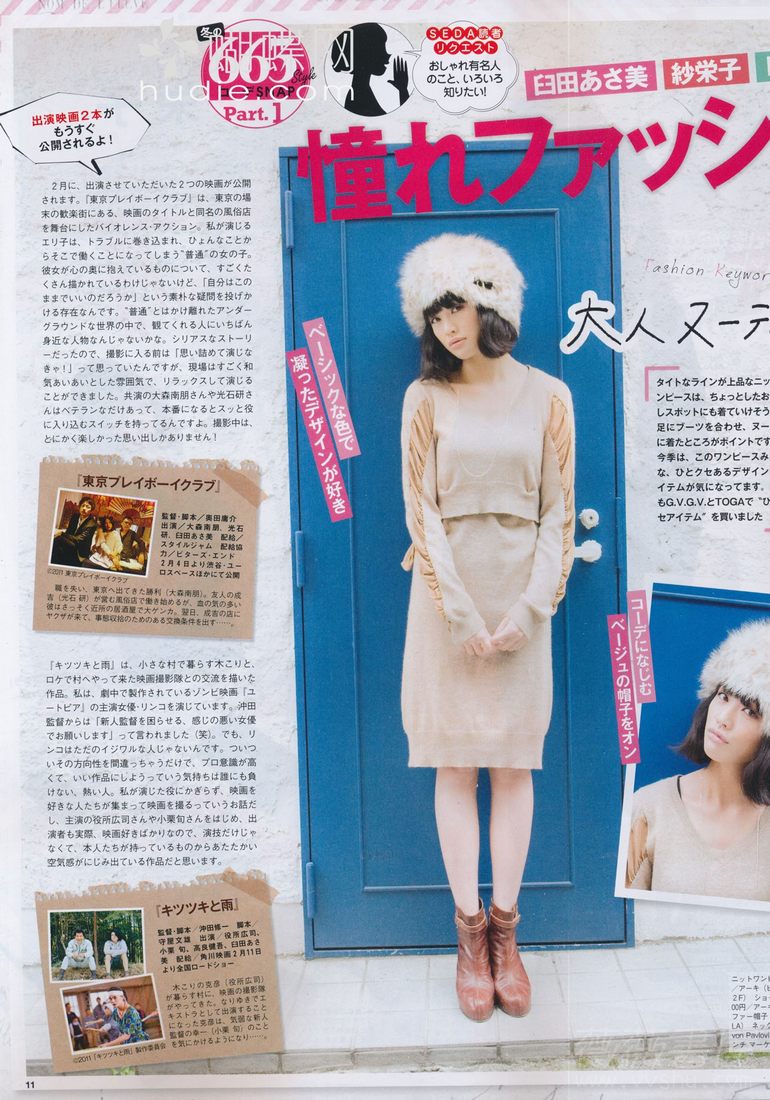 NOM DE L'HIVER
冬の
665
コーデSNAP
Style
Part.1
SEDA読者
リクエスト
おしゃれ有名人
のこと、いろいろ
知りたい!
臼田あさ美
紗栄子
憧れファッシ
出演映画2本が
もうすぐ
公開されるよ!
2月に、出演させていただいた2つの映画が公開
されます。『東京プレイボーイクラブ』は、東京の場
末の歓楽街にある、映画のタイトルと同名の風俗店
を舞台にしたバイオレンス・アクション。私が演じる
エリ子は、トラブルに巻き込まれ、ひょんなことから
そこで働くことになってしまう“普通”の女の子。
彼女が心の奥に抱えているものについて、すごくた
くさん描かれているわけじゃないけど、「自分はこの
ままでいいのだろうか」という素朴な疑問を投げか
ける存在なんです。“普通”とはかけ離れたアンダー
グラウンドな世界の中で、観てくれる人にいちばん
身近な人物なんじゃないかな。シリアスなストーリ
ーだったので、撮影に入る前は「思い詰めて演じな
きゃ!」って思っていたんですが、現場はすごく和
気あいあいとした雰囲気で、リラックスして演じる
ことができました。共演の大森南朋さんや光石研さ
んはベテランなだけあって、本番になるとスッと役
に入り込むスイッチを持ってるんですよ。撮影中は、
とにかく楽しかった思い出しかありません!
『東京プレイボーイクラブ』
監督・脚本/奥田庸介
出演/大森南朋、光石
研、臼田あさ美 配給/
スタイルジャム 配給協
力/ビターズ・エンド
2月4日より渋谷・ユー
ロスペースほかにて公開
©2011 東京プレイボーイクラブ
職を失い、東京へ出てきた勝利(大森南朋)。友人の成
吉(光石 研)が営む風俗店で働き始めるが、血の気の多い
彼はさっそく近所の居酒屋で大ゲンカ。翌日、成吉の店に
ヤクザが来て、事態収拾のためのある交換条件を出す……。
『キツツキと雨』は、小さな村で暮らす木こりと、
ロケで村へやって来た映画撮影隊との交流を描いた
作品。私は、劇中で製作されているゾンビ映画『ユ
ートピア』の主演女優・リンコを演じています。沖田
監督からは「新人監督を困らせる、感じの悪い女優
でお願いします」って言われました(笑)。でも、リ
ンコはただのイジワルな人じゃないんです。ついつ
いその方向性を間違っちゃうだけで、プロ意識が高
くて、いい作品にしようっていう気持ちは誰にも負
けない、熱い人。私が演じた役にかぎらず、映画を
好きな人たちが集まって映画を撮るっていうお話だ
し、主演の役所広司さんや小栗旬さんをはじめ、出
演者も実際、映画好きばかりなので、演技だけじゃ
なくて、本人たちが持っているものからあたたかい
空気感がにじみ出ている作品だと思います。
『キツツキと雨』
監督・脚本/沖田修一 脚本/
守屋文雄 出演/役所広司、
小栗 旬、高良健吾、臼田あさ
美 配給/角川映画 2月11日
より全国ロードショー
木こりの克彦(役所広司)
が暮らす村に、映画の撮影隊
がやってきた。なりゆきでエ
キストラとして出演すること
になった克彦は、気弱な新人
監督の幸一(小栗 旬)のこと
を気にかけるようになり……。
©2011『キツツキと雨』製作委員会
ベーシックな色で
凝ったデザインが好き
Fashion Keywor
大人ヌーデ
タイトなラインが上品なニッ
ンピースは、ちょっとしたお
しスポットにも着ていけそう
足にブーツを合わせ、ヌー
に着たところがポイントです
今季は、このワンピースみ
な、ひとクセあるデザイン
イテムが気になってます。
もG.V.G.V.とTOGAで“ひ
セアイテム”を買いました
コーデになじむ
ベージュの帽子をオン
ニットワンピ
/アーキ(ビ
2F) ショ
00円/アーキ
ファー帽子
LA) ネック
von Pavlovi
ンチ マーケ
11